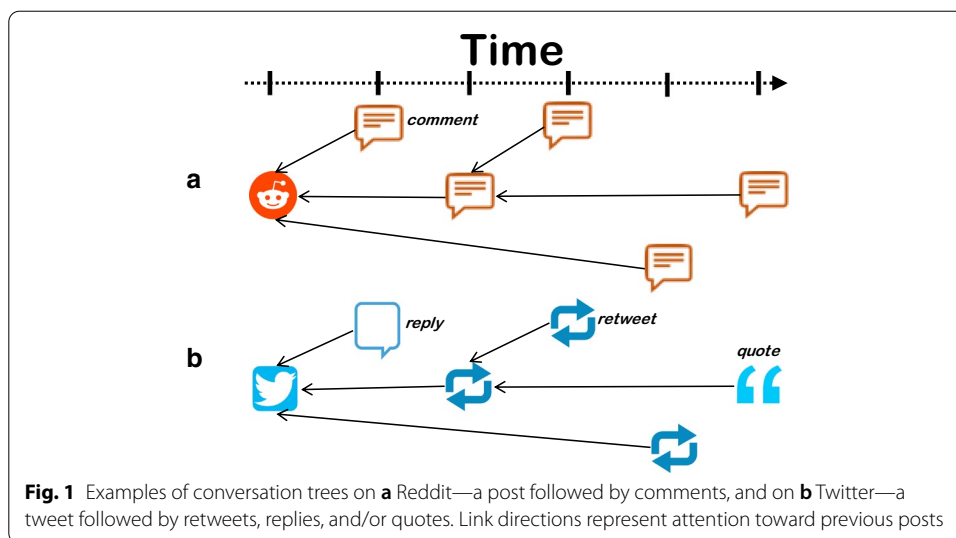 Time
comment
a
reply
retweet
b
quote
Fig. 1 Examples of conversation trees on a Reddit—a post followed by comments, and on b Twitter—a
tweet followed by retweets, replies, and/or quotes. Link directions represent attention toward previous posts